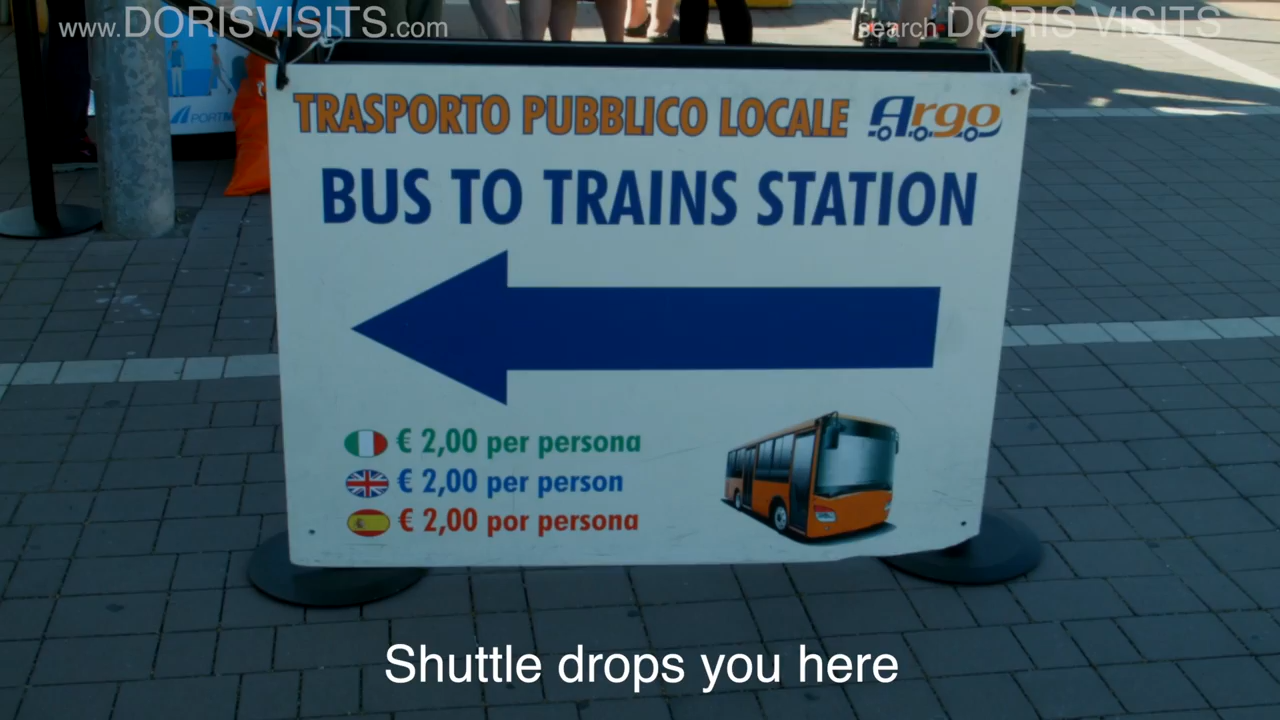 www.DORISVISITS.com
Search DORIS VISITS
PORTM
TRASPORTO PUBBLICO LOCALE Argo
BUS TO TRAINS STATION
€ 2,00 per persona
€ 2,00 per person
€ 2,00 por persona
Shuttle drops you here